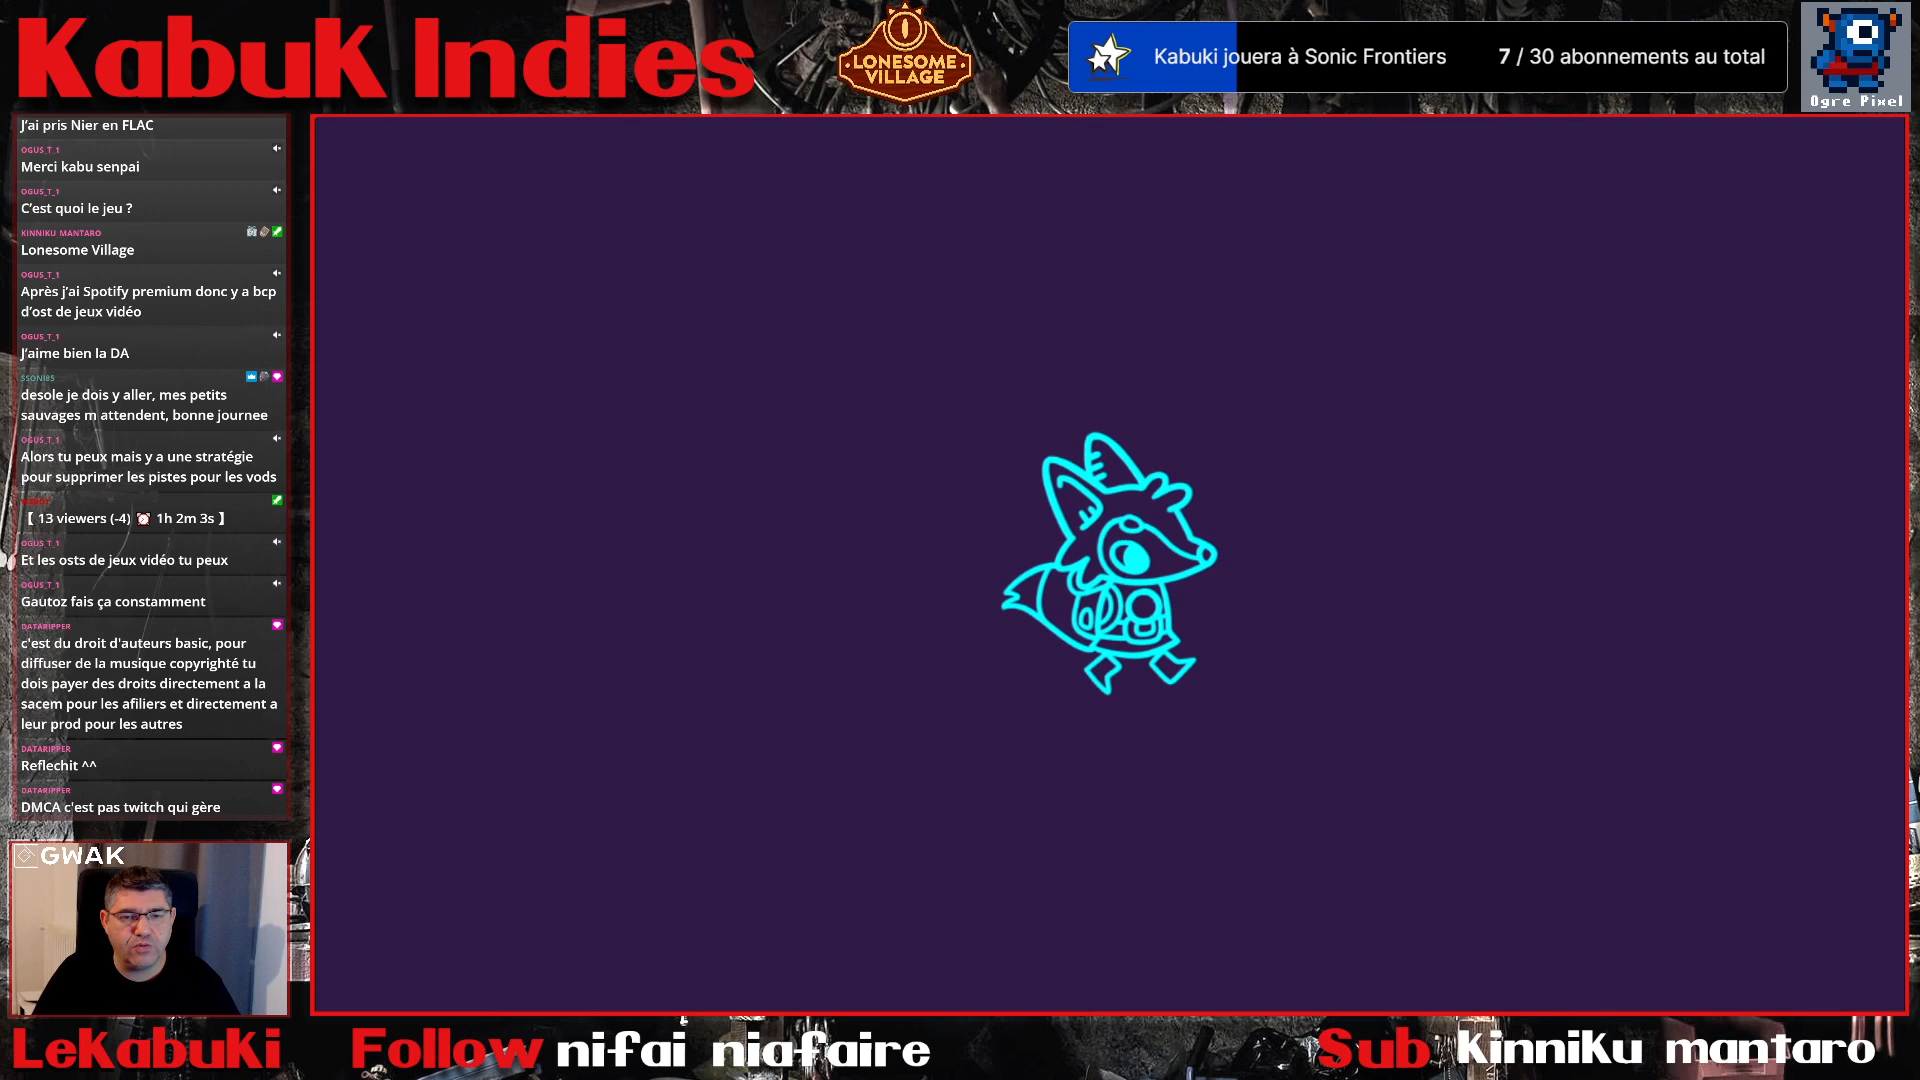 KabuK Indies
LONESOME
VILLAGE
Kabuki jouera à Sonic Frontiers 7 / 30 abonnements au total
Ogre Pixel
J'ai pris Nier en FLAC
OGUS_T_1
Merci kabu senpai
OGUS_T_1
C'est quoi le jeu ?
KINNIKU MANTARO
Lonesome Village
OGUS_T_1
Après j'ai Spotify premium donc y a bcp
d'ost de jeux vidéo
OGUS_T_1
J'aime bien la DA
SSONI85
desole je dois y aller, mes petits
sauvages m attendent, bonne journee
OGUS_T_1
Alors tu peux mais y a une stratégie
pour supprimer les pistes pour les vods
【 13 viewers (-4) ⏰ 1h 2m 3s 】
OGUS_T_1
Et les osts de jeux vidéo tu peux
OGUS_T_1
Gautoz fais ça constamment
DATARIPPER
c'est du droit d'auteurs basic, pour
diffuser de la musique copyrighté tu
dois payer des droits directement a la
sacem pour les afiliers et directement a
leur prod pour les autres
DATARIPPER
Reflechit ^^
DATARIPPER
DMCA c'est pas twitch qui gère
GWAK
LeKabuki
Follow nifai niafaire
Sub Kinniku mantaro